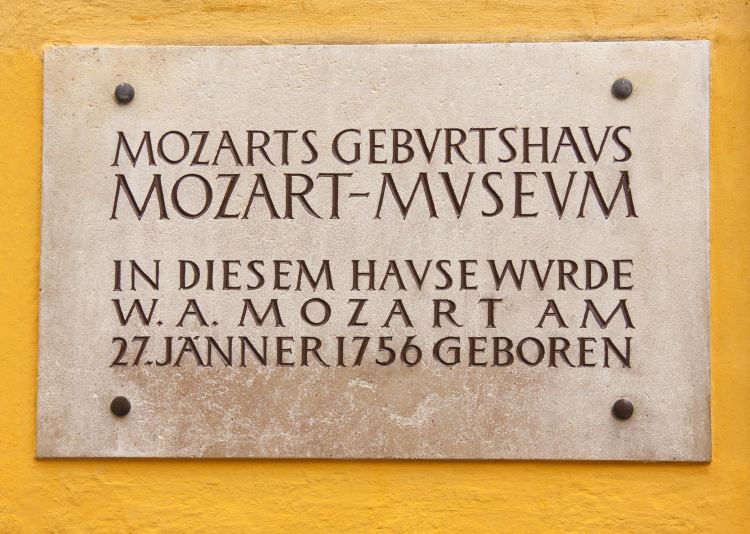 MOZARTS GEBVRTSHAVS
MOZART-MVSEVM
IN DIESEM HAVSE WVRDE
W. A. MOZART AM
27. JÄNNER 1756 GEBOREN